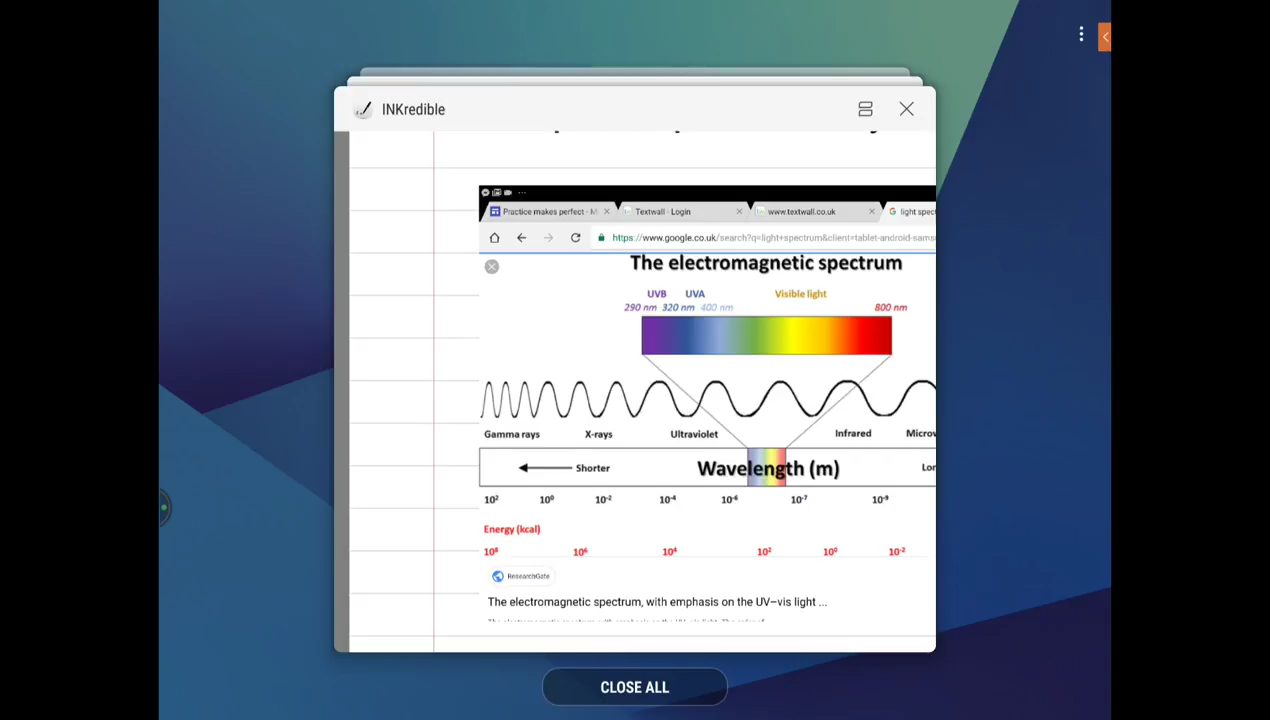 INKredible
Practice makes perfect - M
Textwall - Login
www.textwall.co.uk
light spect
https://www.google.co.uk/search?q=light+spectrum&client=tablet-android-sams
The electromagnetic spectrum
UVB UVA Visible light
290 nm 320 nm 400 nm 800 nm
Gamma rays X-rays Ultraviolet Infrared Microw
Shorter Wavelength (m) Lon
10² 10⁰ 10⁻² 10⁻⁴ 10⁻⁶ 10⁻⁷ 10⁻⁹
Energy (kcal)
10⁸ 10⁶ 10⁴ 10² 10⁰ 10⁻²
ResearchGate
The electromagnetic spectrum, with emphasis on the UV–vis light ...
CLOSE ALL